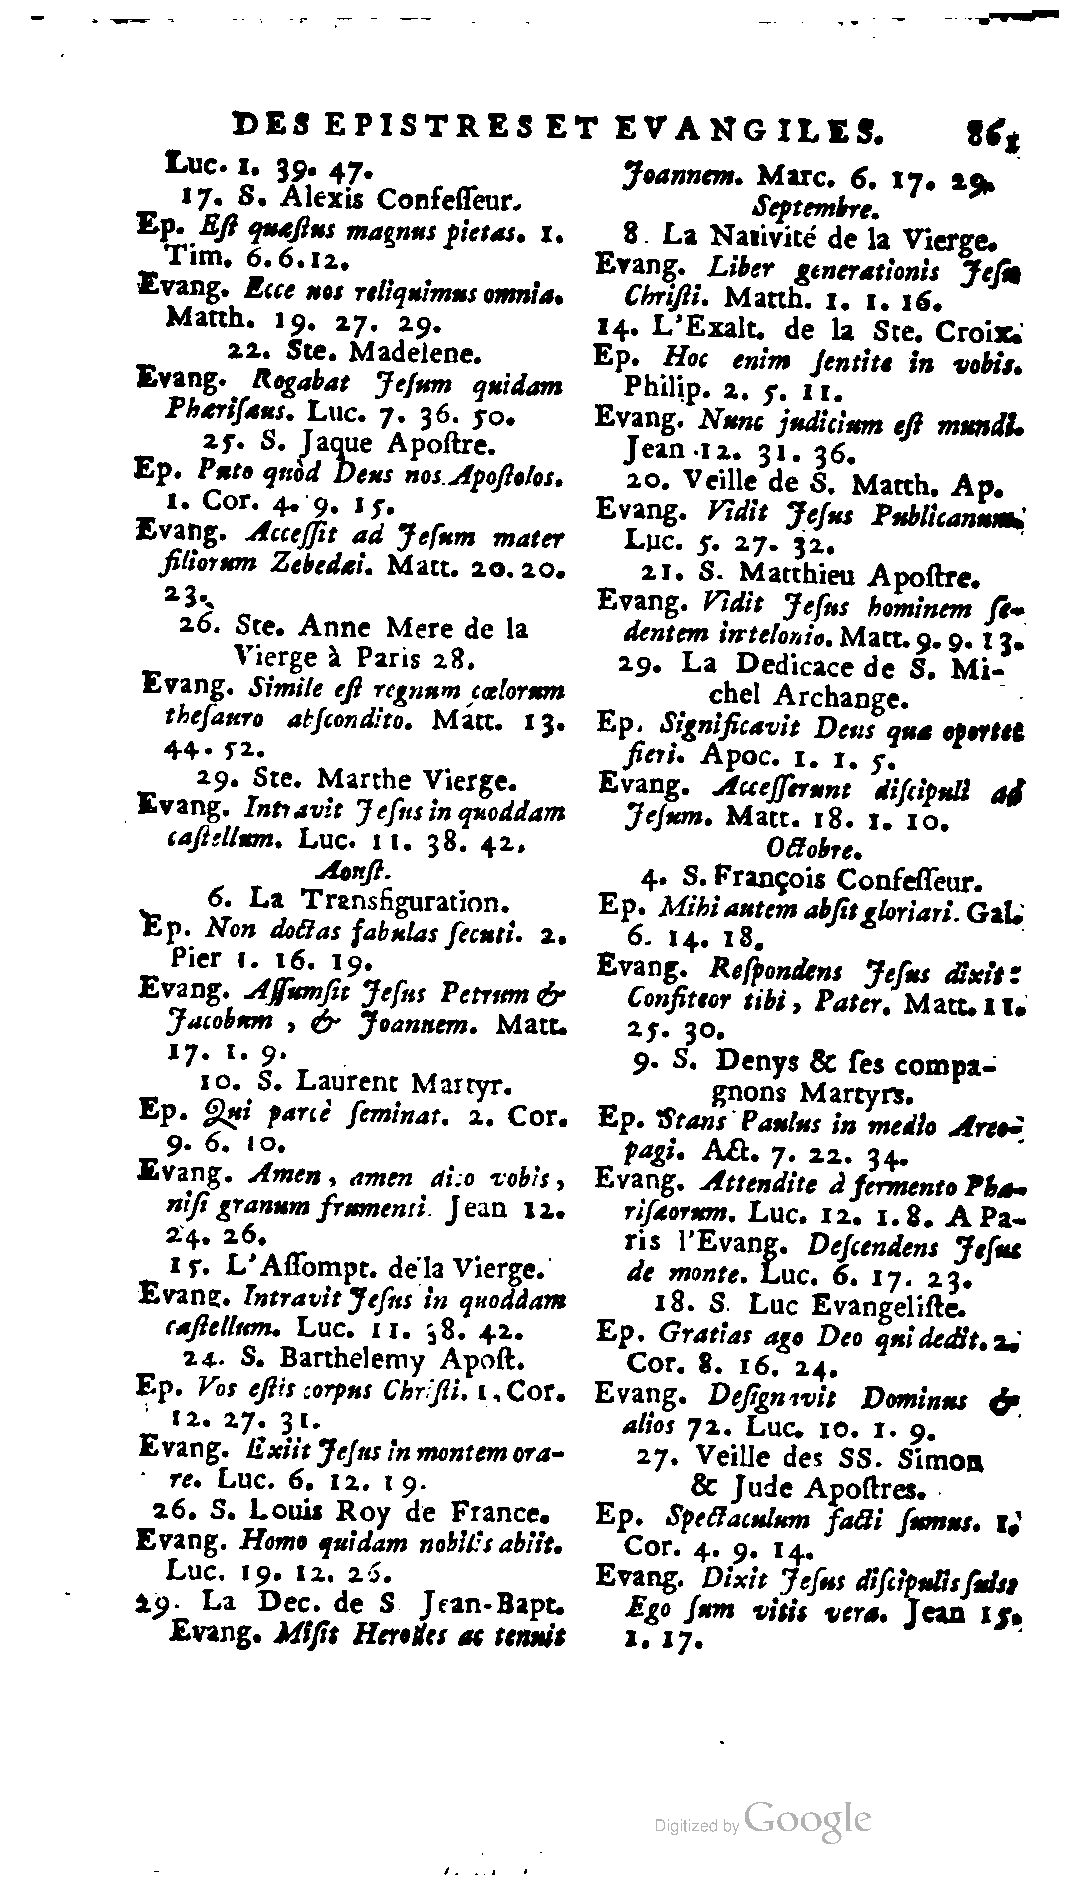 DES EPISTRES ET EVANGILES. 861
Luc. 1. 39. 47.
17. S. Alexis Confeſſeur.
Ep. Eſt quæſtus magnus pietas. 1.
Tim. 6. 6. 12.
Evang. Ecce nos reliquimus omnia.
Matth. 19. 27. 29.
22. Ste. Madelene.
Evang. Rogabat Jeſum quidam
Phariſæus. Luc. 7. 36. 50.
25. S. Jaque Apoſtre.
Ep. Puto quòd Deus nos Apoſtolos.
1. Cor. 4. 9. 15.
Evang. Acceſſit ad Jeſum mater
filiorum Zebedæi. Matt. 20. 20.
23.
26. Ste. Anne Mere de la
Vierge à Paris 28.
Evang. Simile eſt regnum cœlorum
theſauro abſcondito. Matt. 13.
44. 52.
29. Ste. Marthe Vierge.
Evang. Intravit Jeſus in quoddam
caſtellum. Luc. 11. 38. 42.
Aouſt.
6. La Transfiguration.
Ep. Non doctas fabulas ſecuti. 2.
Pier 1. 16. 19.
Evang. Aſſumſit Jeſus Petrum &
Jacobum, & Joannem. Matt.
17. 1. 9.
10. S. Laurent Martyr.
Ep. Qui parcè ſeminat. 2. Cor.
9. 6. 10.
Evang. Amen, amen dico vobis,
niſi granum frumenti. Jean 12.
24. 26.
15. L'Aſſompt. de la Vierge.
Evang. Intravit Jeſus in quoddam
caſtellum. Luc. 11. 38. 42.
24. S. Barthelemy Apoſt.
Ep. Vos eſtis corpus Chriſti. 1. Cor.
12. 27. 31.
Evang. Exiit Jeſus in montem ora-
re. Luc. 6. 12. 19.
26. S. Louis Roy de France.
Evang. Homo quidam nobilis abiit.
Luc. 19. 12. 26.
29. La Dec. de S Jean-Bapt.
Evang. Miſit Herodes ac tenuit
Joannem. Marc. 6. 17. 29.
Septembre.
8. La Nativité de la Vierge.
Evang. Liber generationis Jeſu
Chriſti. Matth. 1. 1. 16.
14. L'Exalt. de la Ste. Croix.
Ep. Hoc enim ſentite in vobis.
Philip. 2. 5. 11.
Evang. Nunc judicium eſt mundi.
Jean 12. 31. 36.
20. Veille de S. Matth. Ap.
Evang. Vidit Jeſus Publicanum.
Luc. 5. 27. 32.
21. S. Matthieu Apoſtre.
Evang. Vidit Jeſus hominem ſe-
dentem in telonio. Matt. 9. 9. 13.
29. La Dedicace de S. Mi-
chel Archange.
Ep. Significavit Deus quæ oportet
fieri. Apoc. 1. 1. 5.
Evang. Acceſſerunt diſcipuli ad
Jeſum. Matt. 18. 1. 10.
Octobre.
4. S. François Confeſſeur.
Ep. Mihi autem abſit gloriari. Gal.
6. 14. 18.
Evang. Reſpondens Jeſus dixit:
Confiteor tibi, Pater. Matt. 11.
25. 30.
9. S. Denys & ſes compa-
gnons Martyrs.
Ep. Stans Paulus in medio Areo-
pagi. Act. 7. 22. 34.
Evang. Attendite à fermento Pha-
riſæorum. Luc. 12. 1. 8. A Pa-
ris l'Evang. Deſcendens Jeſus
de monte. Luc. 6. 17. 23.
18. S. Luc Evangeliſte.
Ep. Gratias ago Deo qui dedit. 2.
Cor. 8. 16. 24.
Evang. Deſignavit Dominus &
alios 72. Luc. 10. 1. 9.
27. Veille des SS. Simon
& Jude Apoſtres.
Ep. Spectaculum facti ſumus. 1.
Cor. 4. 9. 14.
Evang. Dixit Jeſus diſcipulis ſuis:
Ego ſum vitis vera. Jean 15.
1. 17.
Digitized by Google